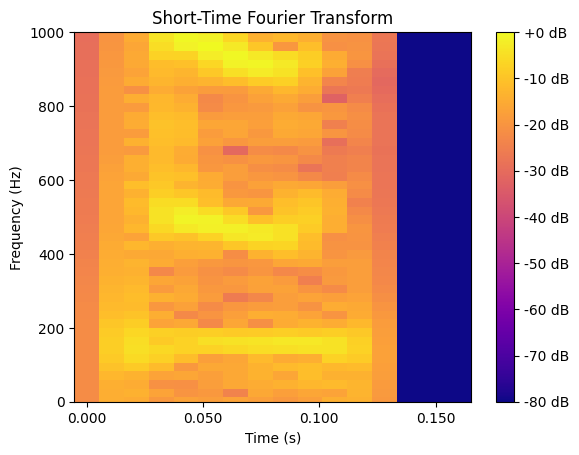 Short-Time Fourier Transform
1000
800
600
400
200
0
Frequency (Hz)
0.000
0.050
0.100
0.150
Time (s)
+0 dB
-10 dB
-20 dB
-30 dB
-40 dB
-50 dB
-60 dB
-70 dB
-80 dB